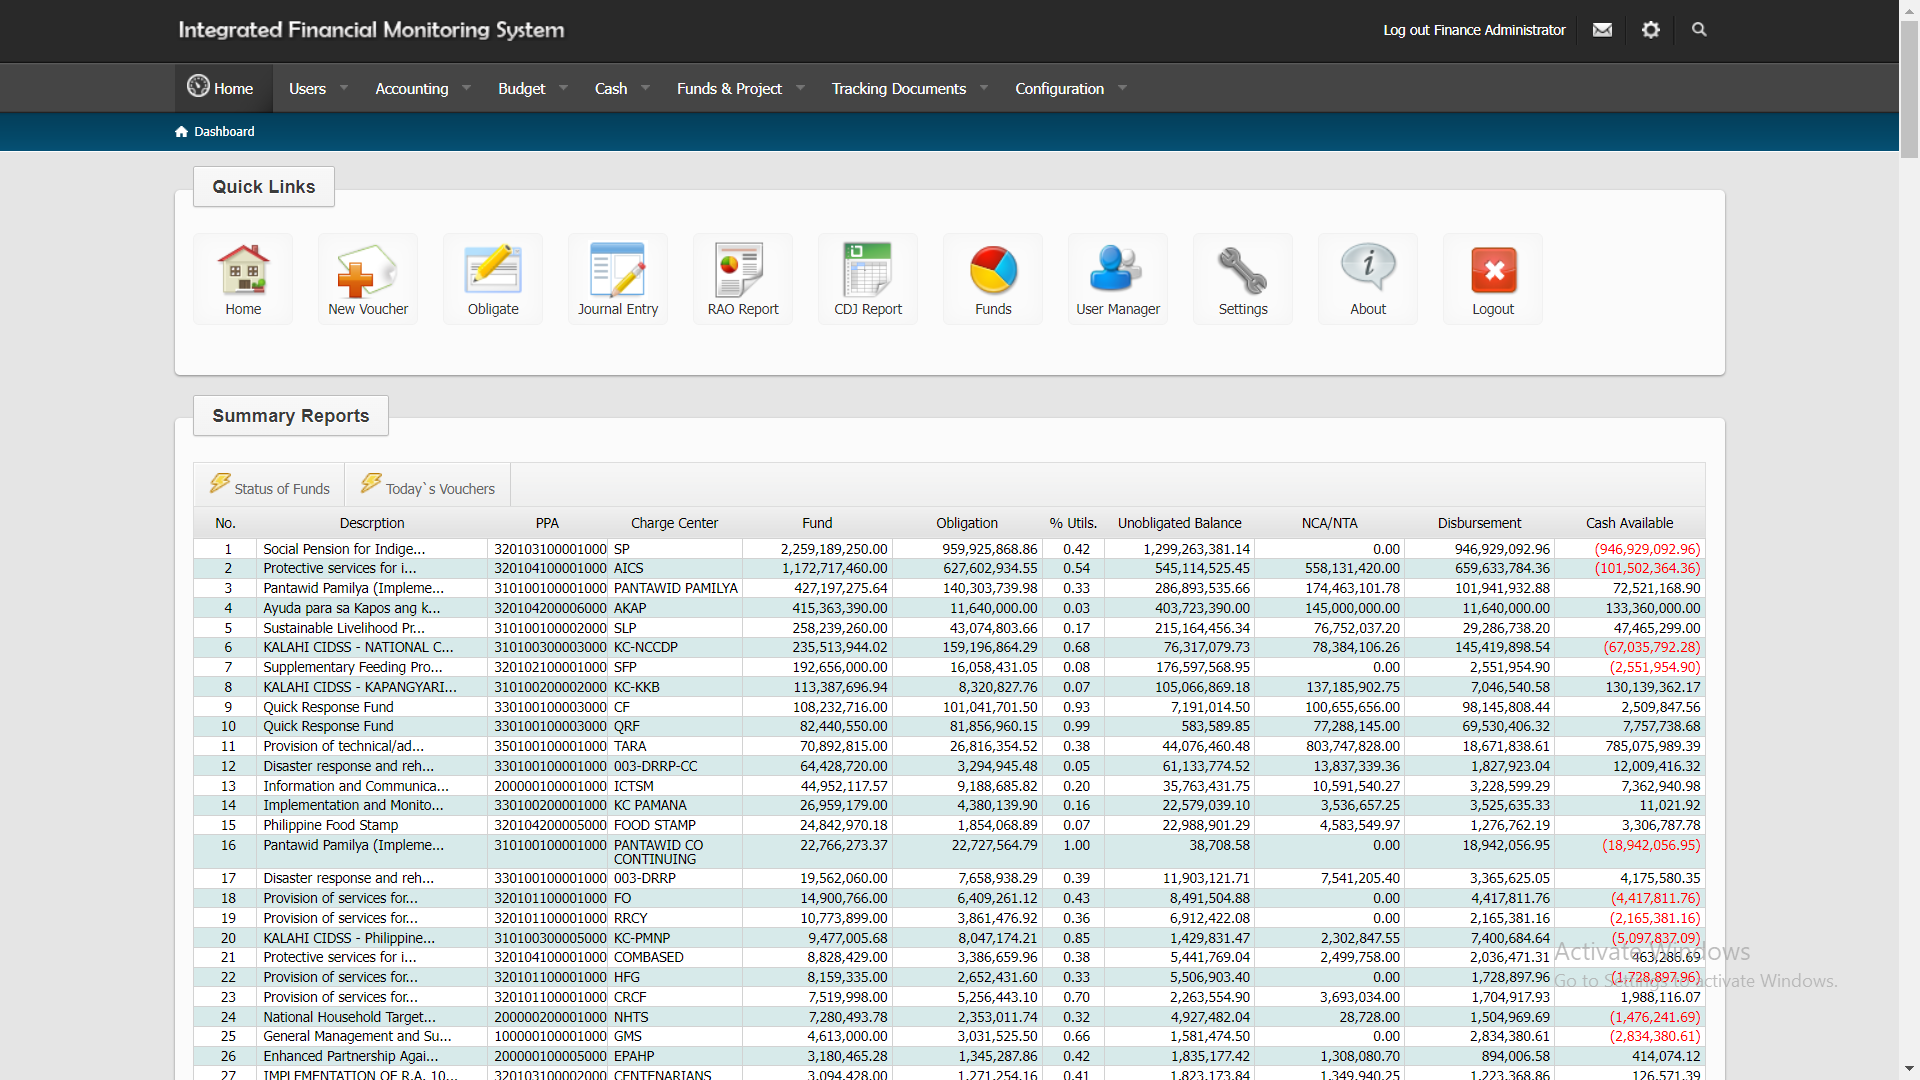 Integrated Financial Monitoring System
Log out Finance Administrator
Home Users Accounting Budget Cash Funds & Project Tracking Documents Configuration
Dashboard
Quick Links
Home New Voucher Obligate Journal Entry RAO Report CDJ Report Funds User Manager Settings About Logout
Summary Reports
Status of Funds Today`s Vouchers
No. Descrption PPA Charge Center Fund Obligation % Utils. Unobligated Balance NCA/NTA Disbursement Cash Available
1 Social Pension for Indige... 320103100001000 SP 2,259,189,250.00 959,925,868.86 0.42 1,299,263,381.14 0.00 946,929,092.96 (946,929,092.96)
2 Protective services for i... 320104100001000 AICS 1,172,717,460.00 627,602,934.55 0.54 545,114,525.45 558,131,420.00 659,633,784.36 (101,502,364.36)
3 Pantawid Pamilya (Impleme... 310100100001000 PANTAWID PAMILYA 427,197,275.64 140,303,739.98 0.33 286,893,535.66 174,463,101.78 101,941,932.88 72,521,168.90
4 Ayuda para sa Kapos ang k... 320104200006000 AKAP 415,363,390.00 11,640,000.00 0.03 403,723,390.00 145,000,000.00 11,640,000.00 133,360,000.00
5 Sustainable Livelihood Pr... 310100100002000 SLP 258,239,260.00 43,074,803.66 0.17 215,164,456.34 76,752,037.20 29,286,738.20 47,465,299.00
6 KALAHI CIDSS - NATIONAL C... 310100300003000 KC-NCCDP 235,513,944.02 159,196,864.29 0.68 76,317,079.73 78,384,106.26 145,419,898.54 (67,035,792.28)
7 Supplementary Feeding Pro... 320102100001000 SFP 192,656,000.00 16,058,431.05 0.08 176,597,568.95 0.00 2,551,954.90 (2,551,954.90)
8 KALAHI CIDSS - KAPANGYARI... 310100200002000 KC-KKB 113,387,696.94 8,320,827.76 0.07 105,066,869.18 137,185,902.75 7,046,540.58 130,139,362.17
9 Quick Response Fund 330100100003000 CF 108,232,716.00 101,041,701.50 0.93 7,191,014.50 100,655,656.00 98,145,808.44 2,509,847.56
10 Quick Response Fund 330100100003000 QRF 82,440,550.00 81,856,960.15 0.99 583,589.85 77,288,145.00 69,530,406.32 7,757,738.68
11 Provision of technical/ad... 350100100001000 TARA 70,892,815.00 26,816,354.52 0.38 44,076,460.48 803,747,828.00 18,671,838.61 785,075,989.39
12 Disaster response and reh... 330100100001000 003-DRRP-CC 64,428,720.00 3,294,945.48 0.05 61,133,774.52 13,837,339.36 1,827,923.04 12,009,416.32
13 Information and Communica... 200000100001000 ICTSM 44,952,117.57 9,188,685.82 0.20 35,763,431.75 10,591,540.27 3,228,599.29 7,362,940.98
14 Implementation and Monito... 330100200001000 KC PAMANA 26,959,179.00 4,380,139.90 0.16 22,579,039.10 3,536,657.25 3,525,635.33 11,021.92
15 Philippine Food Stamp 320104200005000 FOOD STAMP 24,842,970.18 1,854,068.89 0.07 22,988,901.29 4,583,549.97 1,276,762.19 3,306,787.78
16 Pantawid Pamilya (Impleme... 310100100001000 PANTAWID CO CONTINUING 22,766,273.37 22,727,564.79 1.00 38,708.58 0.00 18,942,056.95 (18,942,056.95)
17 Disaster response and reh... 330100100001000 003-DRRP 19,562,060.00 7,658,938.29 0.39 11,903,121.71 7,541,205.40 3,365,625.05 4,175,580.35
18 Provision of services for... 320101100001000 FO 14,900,766.00 6,409,261.12 0.43 8,491,504.88 0.00 4,417,811.76 (4,417,811.76)
19 Provision of services for... 320101100001000 RRCY 10,773,899.00 3,861,476.92 0.36 6,912,422.08 0.00 2,165,381.16 (2,165,381.16)
20 KALAHI CIDSS - Philippine... 310100300005000 KC-PMNP 9,477,005.68 8,047,174.21 0.85 1,429,831.47 2,302,847.55 7,400,684.64 (5,097,837.09)
21 Protective services for i... 320104100001000 COMBASED 8,828,429.00 3,386,659.96 0.38 5,441,769.04 2,499,758.00 2,036,471.31 463,286.69
22 Provision of services for... 320101100001000 HFG 8,159,335.00 2,652,431.60 0.33 5,506,903.40 0.00 1,728,897.96 (1,728,897.96)
23 Provision of services for... 320101100001000 CRCF 7,519,998.00 5,256,443.10 0.70 2,263,554.90 3,693,034.00 1,704,917.93 1,988,116.07
24 National Household Target... 200000200001000 NHTS 7,280,493.78 2,353,011.74 0.32 4,927,482.04 28,728.00 1,504,969.69 (1,476,241.69)
25 General Management and Su... 100000100001000 GMS 4,613,000.00 3,031,525.50 0.66 1,581,474.50 0.00 2,834,380.61 (2,834,380.61)
26 Enhanced Partnership Agai... 200000100005000 EPAHP 3,180,465.28 1,345,287.86 0.42 1,835,177.42 1,308,080.70 894,006.58 414,074.12
27 IMPLEMENTATION OF R.A. 10... 320103100002000 CENTENARIANS 3,094,428.00 1,271,254.16 0.41 1,823,173.84 1,349,940.25 1,223,368.86 126,571.39
Activate Windows
Go to Settings to activate Windows.